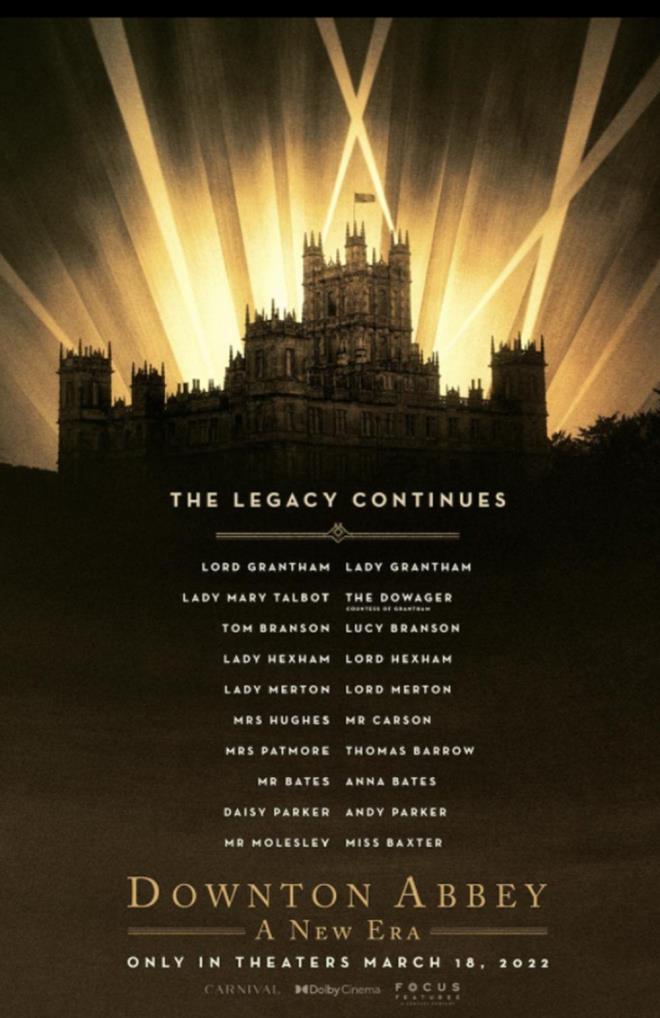 THE LEGACY CONTINUES
LORD GRANTHAM LADY GRANTHAM
LADY MARY TALBOT THE DOWAGER
COUNTESS OF GRANTHAM
TOM BRANSON LUCY BRANSON
LADY HEXHAM LORD HEXHAM
LADY MERTON LORD MERTON
MRS HUGHES MR CARSON
MRS PATMORE THOMAS BARROW
MR BATES ANNA BATES
DAISY PARKER ANDY PARKER
MR MOLESLEY MISS BAXTER
DOWNTON ABBEY
A NEW ERA
ONLY IN THEATERS MARCH 18, 2022
CARNIVAL Dolby Cinema FOCUS
FEATURES